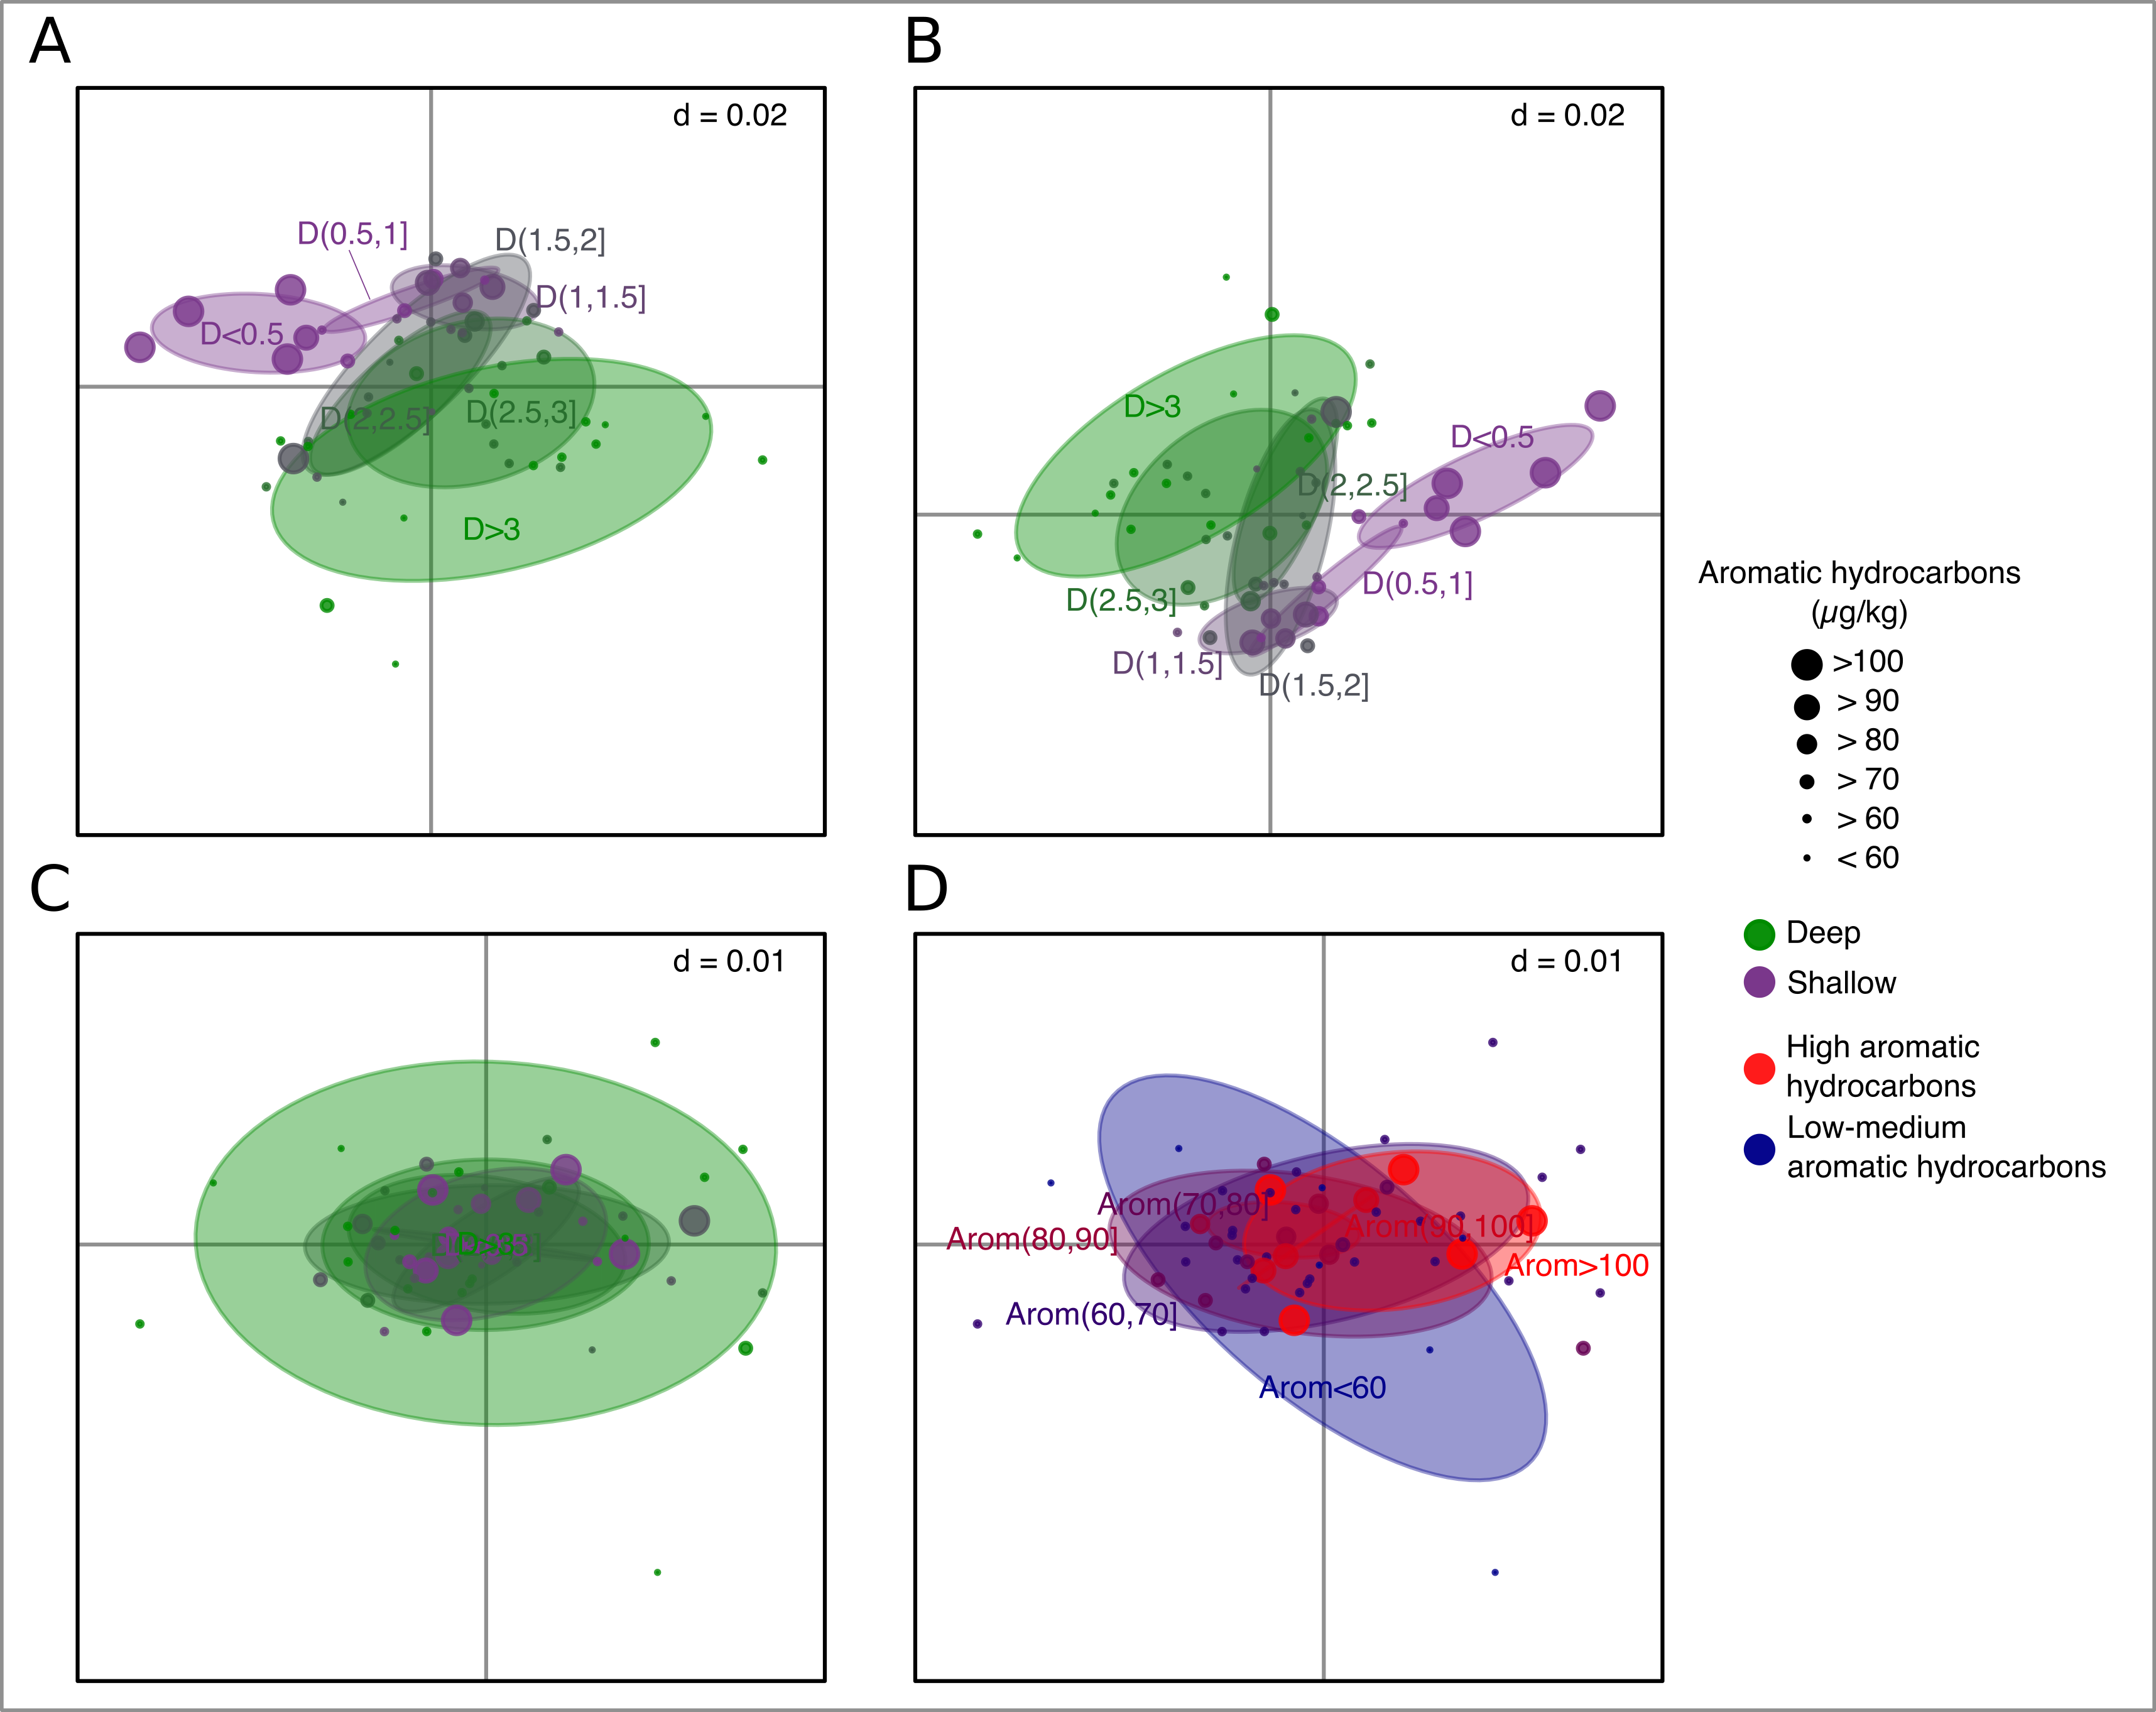 A
d = 0.02
D(0.5,1]
D(1.5,2]
D(1,1.5]
D<0.5
D(2,2.5]
D(2.5,3]
D>3
B
d = 0.02
D>3
D<0.5
D(2,2.5]
D(0.5,1]
D(2.5,3]
D(1,1.5]
D(1.5,2]
Aromatic hydrocarbons
(µg/kg)
>100
> 90
> 80
> 70
> 60
< 60
Deep
Shallow
High aromatic
hydrocarbons
Low-medium
aromatic hydrocarbons
C
d = 0.01
D
d = 0.01
Arom(70,80]
Arom(80,90]
Arom(90,100]
Arom>100
Arom(60,70]
Arom<60